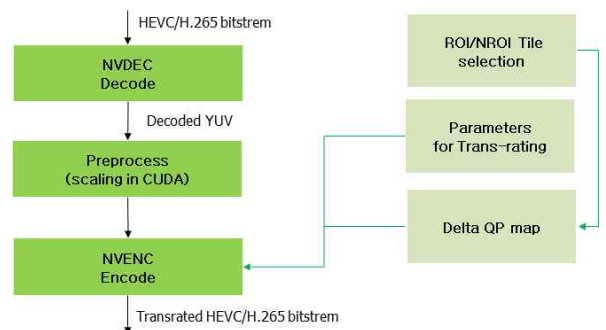 HEVC/H.265 bitstrem
NVDEC
Decode
Decoded YUV
Preprocess
(scaling in CUDA)
NVENC
Encode
Transrated HEVC/H.265 bitstrem
ROI/NROI Tile
selection
Parameters
for Trans-rating
Delta QP map